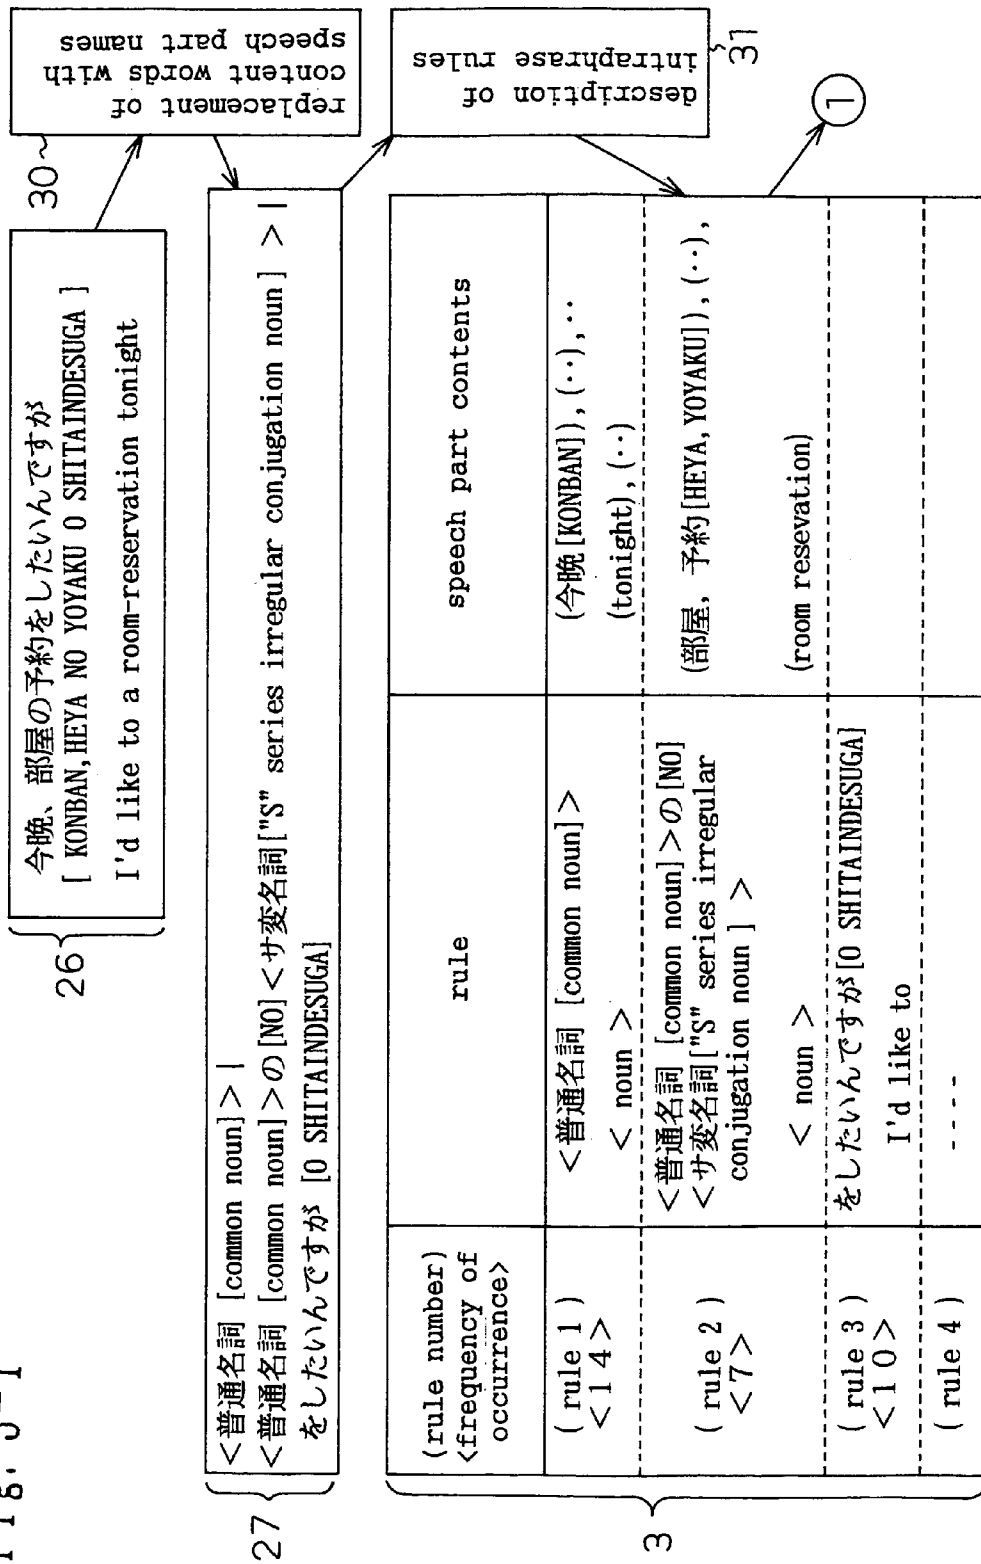 Fig. 3-1
26
今晩、部屋の予約をしたいんですが
[ KONBAN,HEYA NO YOYAKU O SHITAINDESUGA ]
I'd like to a room-reservation tonight
30
replacement of
content words with
speech part names
27
<普通名詞 [common noun]>|
<普通名詞 [common noun]>の[NO]<サ変名詞["S" series irregular conjugation noun] >|
をしたいんですが [O SHITAINDESUGA]
description of
intraphrase rules
31
3
(rule number)
<frequency of
occurrence>
rule
speech part contents
( rule 1 )
<14>
<普通名詞 [common noun]>
< noun >
(今晩[KONBAN]),(··),··
(tonight),(··)
( rule 2 )
<7>
<普通名詞 [common noun]>の[NO]
<サ変名詞["S" series irregular
conjugation noun ] >
< noun >
(部屋, 予約[HEYA,YOYAKU]),(··),
(room resevation)
( rule 3 )
<10>
をしたいんですが[O SHITAINDESUGA]
I'd like to
( rule 4 )
----
1